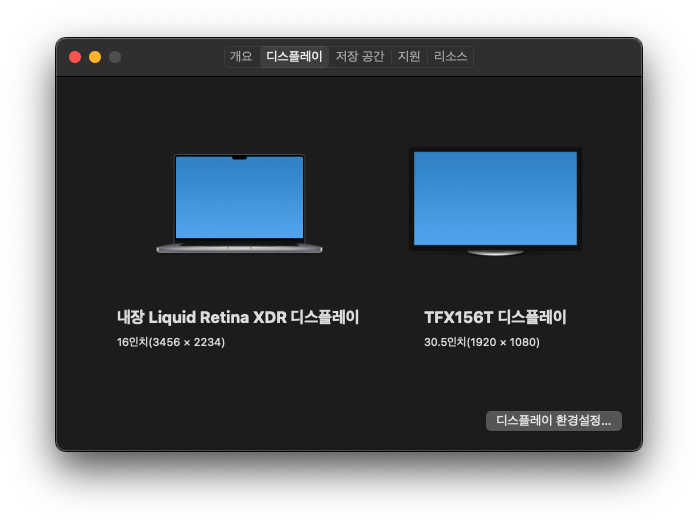 개요 디스플레이 저장 공간 지원 리소스
내장 Liquid Retina XDR 디스플레이
16인치(3456 × 2234)
TFX156T 디스플레이
30.5인치(1920 × 1080)
디스플레이 환경설정...